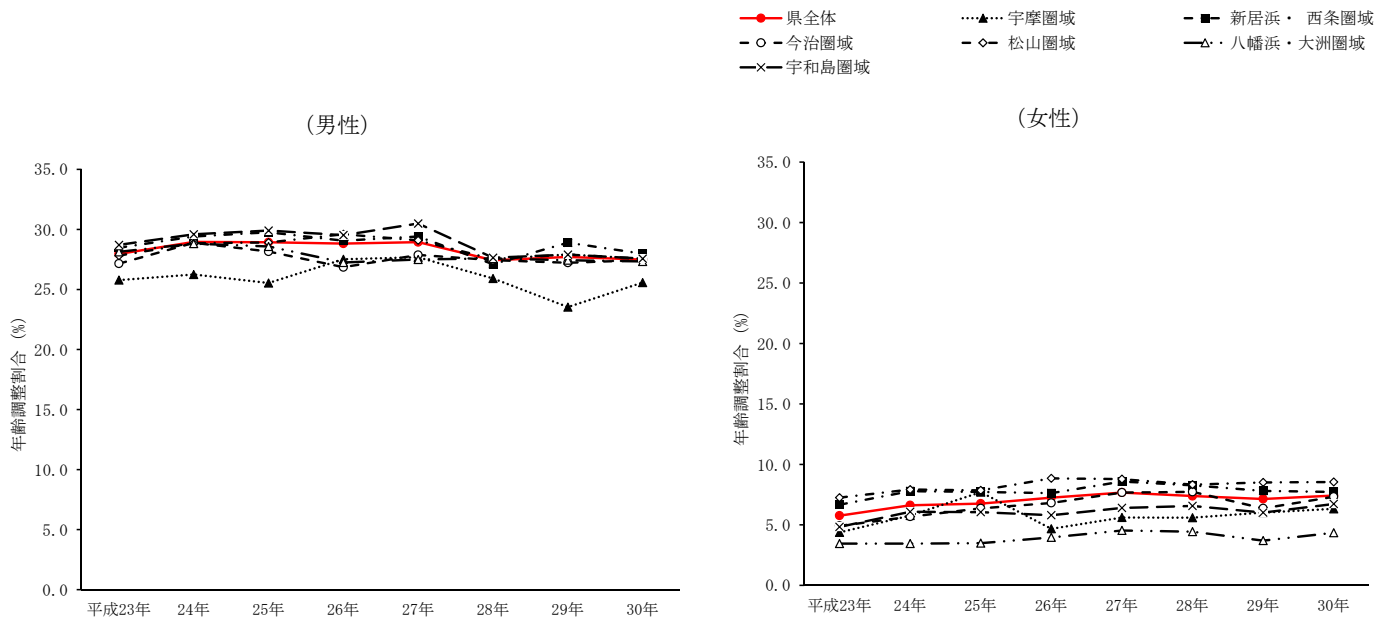 県全体 宇摩圏域 新居浜・ 西条圏域
今治圏域 松山圏域 八幡浜・大洲圏域
宇和島圏域
（男性）
年齢調整割合 (%)
35.0
30.0
25.0
20.0
15.0
10.0
5.0
0.0
平成23年 24年 25年 26年 27年 28年 29年 30年
（女性）
年齢調整割合 (%)
35.0
30.0
25.0
20.0
15.0
10.0
5.0
0.0
平成23年 24年 25年 26年 27年 28年 29年 30年